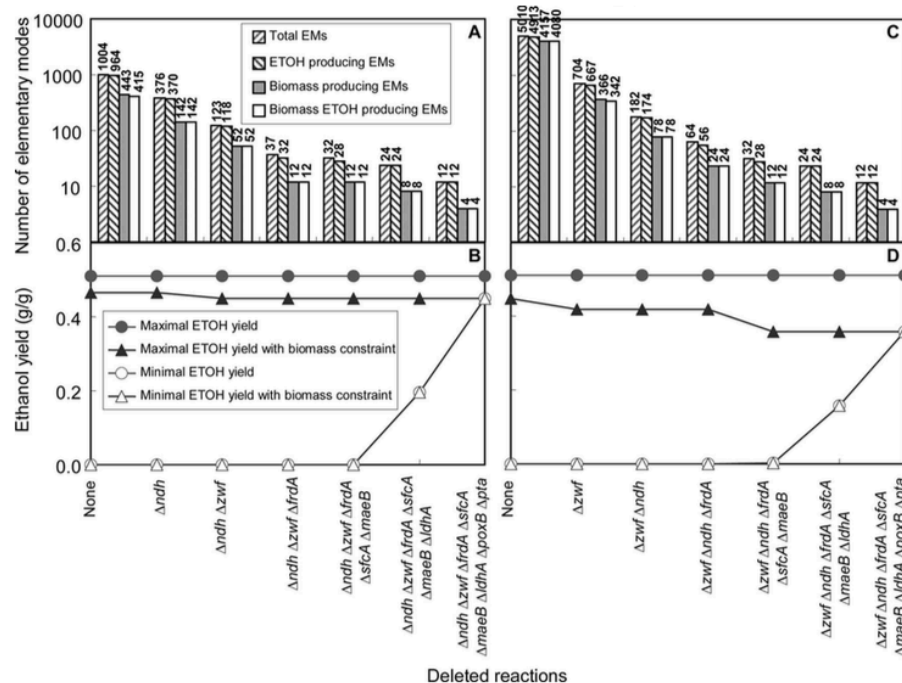 10000
1000
100
10
0.6
Number of elementary modes
A
Total EMs
ETOH producing EMs
Biomass producing EMs
Biomass ETOH producing EMs
1004
964
443
415
376
370
142
142
123
118
52
52
37
32
12
12
32
28
12
12
24
24
8
8
12
12
4
4
C
5010
4913
4157
4080
704
667
366
342
182
174
78
78
64
56
24
24
32
28
12
12
24
24
8
8
12
12
4
4
B
0.4
0.2
0.0
Ethanol yield (g/g)
Maximal ETOH yield
Maximal ETOH yield with biomass constraint
Minimal ETOH yield
Minimal ETOH yield with biomass constraint
D
None
Δndh
Δndh Δzwf
Δndh Δzwf ΔfrdA
Δndh Δzwf ΔfrdA
ΔsfcA ΔmaeB
Δndh Δzwf ΔfrdA ΔsfcA
ΔmaeB ΔldhA
Δndh Δzwf ΔfrdA ΔsfcA
ΔmaeB ΔldhA ΔpoxB Δpta
None
Δzwf
Δzwf Δndh
Δzwf Δndh ΔfrdA
Δzwf Δndh ΔfrdA
ΔsfcA ΔmaeB
Δzwf Δndh ΔfrdA ΔsfcA
ΔmaeB ΔldhA
Δzwf Δndh ΔfrdA ΔsfcA
ΔmaeB ΔldhA ΔpoxB Δpta
Deleted reactions